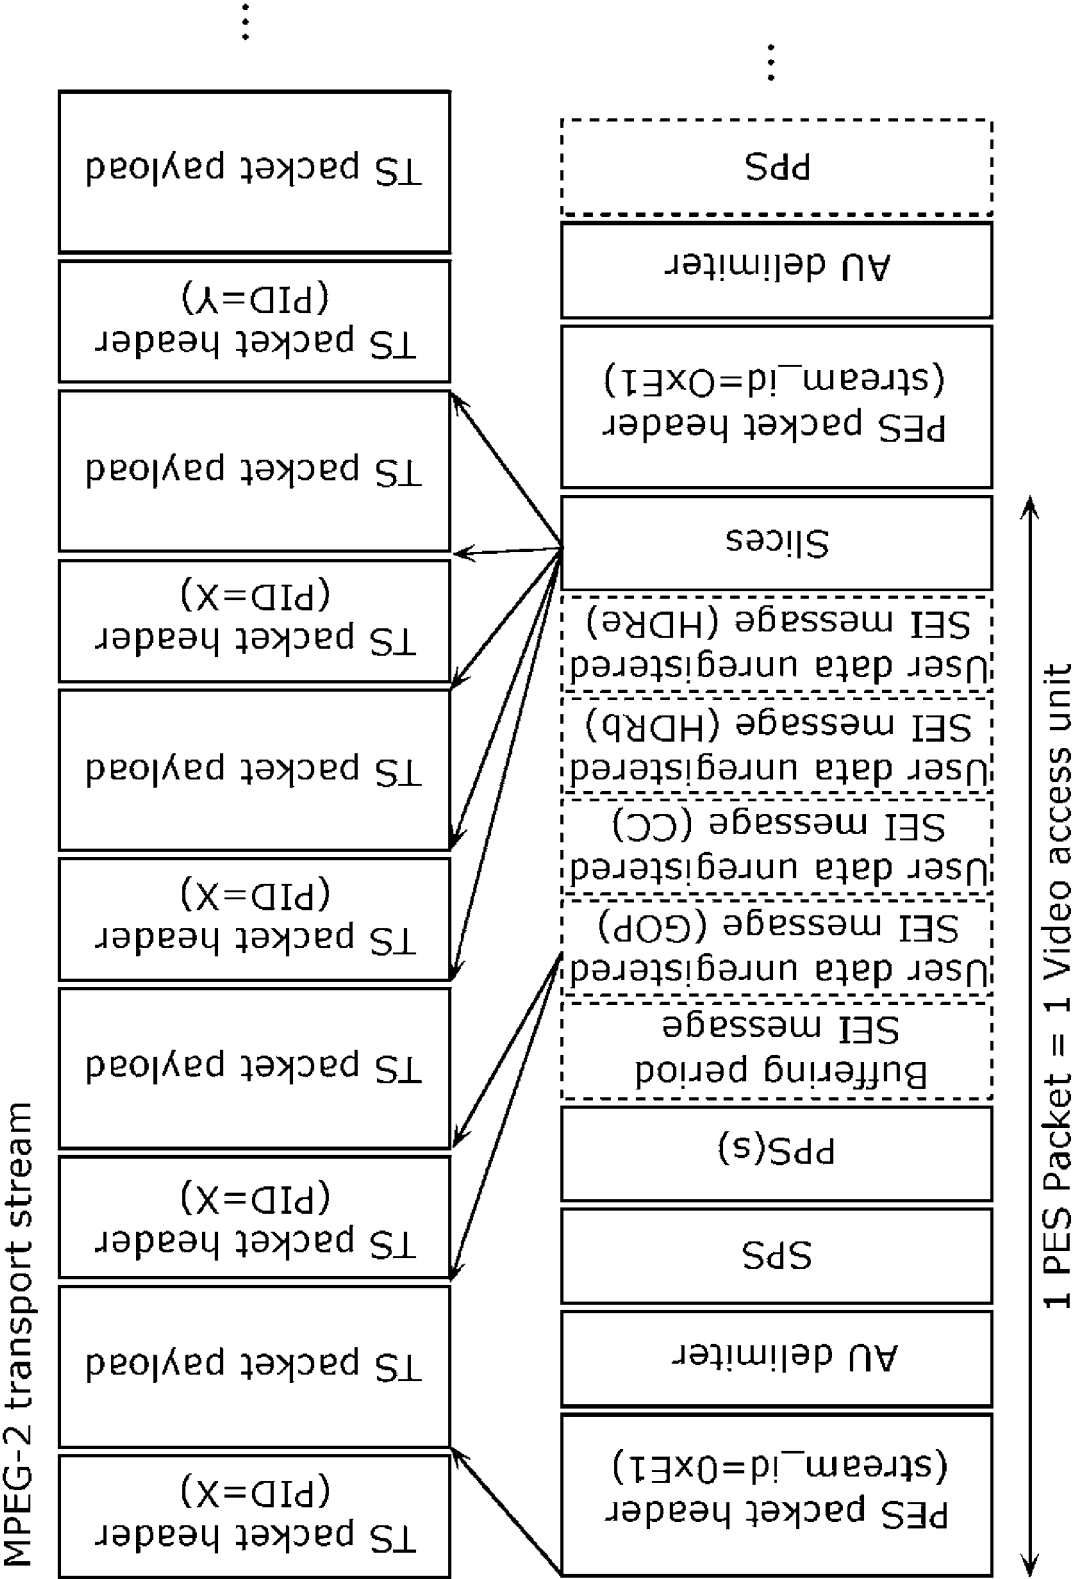 PES packet header
(stream_id=0xE1)
AU delimiter
SPS
PPS(s)
Buffering period
SEI message
User data unregistered
SEI message (GOP)
User data unregistered
SEI message (CC)
User data unregistered
SEI message (HDRb)
User data unregistered
SEI message (HDRe)
Slices
PES packet header
(stream_id=0xE1)
AU delimiter
PPS
...
1 PES Packet = 1 Video access unit
MPEG-2 transport stream
TS packet header
(PID=X)
TS packet payload
TS packet header
(PID=X)
TS packet payload
TS packet header
(PID=X)
TS packet payload
TS packet header
(PID=X)
TS packet payload
TS packet header
(PID=Y)
TS packet payload
...